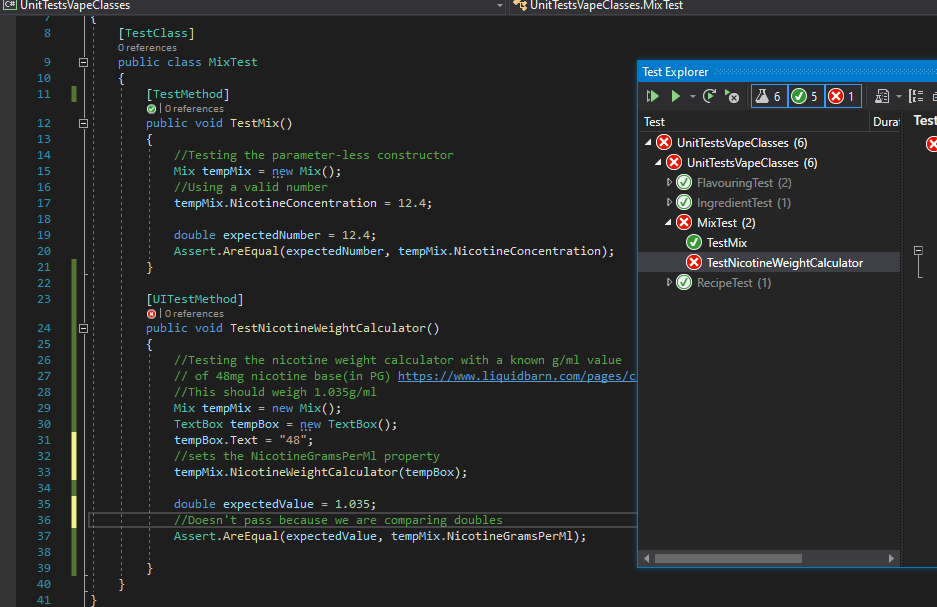 C# UnitTestsVapeClasses
UnitTestsVapeClasses.MixTest
7 {
8 [TestClass]
0 references
9 public class MixTest
10 {
11 [TestMethod]
| 0 references
12 public void TestMix()
13 {
14 //Testing the parameter-less constructor
15 Mix tempMix = new Mix();
16 //Using a valid number
17 tempMix.NicotineConcentration = 12.4;
18
19 double expectedNumber = 12.4;
20 Assert.AreEqual(expectedNumber, tempMix.NicotineConcentration);
21 }
22
23 [UITestMethod]
| 0 references
24 public void TestNicotineWeightCalculator()
25 {
26 //Testing the nicotine weight calculator with a known g/ml value
27 // of 48mg nicotine base(in PG) https://www.liquidbarn.com/pages/c
28 //This should weigh 1.035g/ml
29 Mix tempMix = new Mix();
30 TextBox tempBox = new TextBox();
31 tempBox.Text = "48";
32 //sets the NicotineGramsPerMl property
33 tempMix.NicotineWeightCalculator(tempBox);
34
35 double expectedValue = 1.035;
36 //Doesn't pass because we are comparing doubles
37 Assert.AreEqual(expectedValue, tempMix.NicotineGramsPerMl);
38
39 }
40 }
41 }
Test Explorer
6 5 1
Test Dura
Test
UnitTestsVapeClasses (6)
UnitTestsVapeClasses (6)
FlavouringTest (2)
IngredientTest (1)
MixTest (2)
TestMix
TestNicotineWeightCalculator
RecipeTest (1)